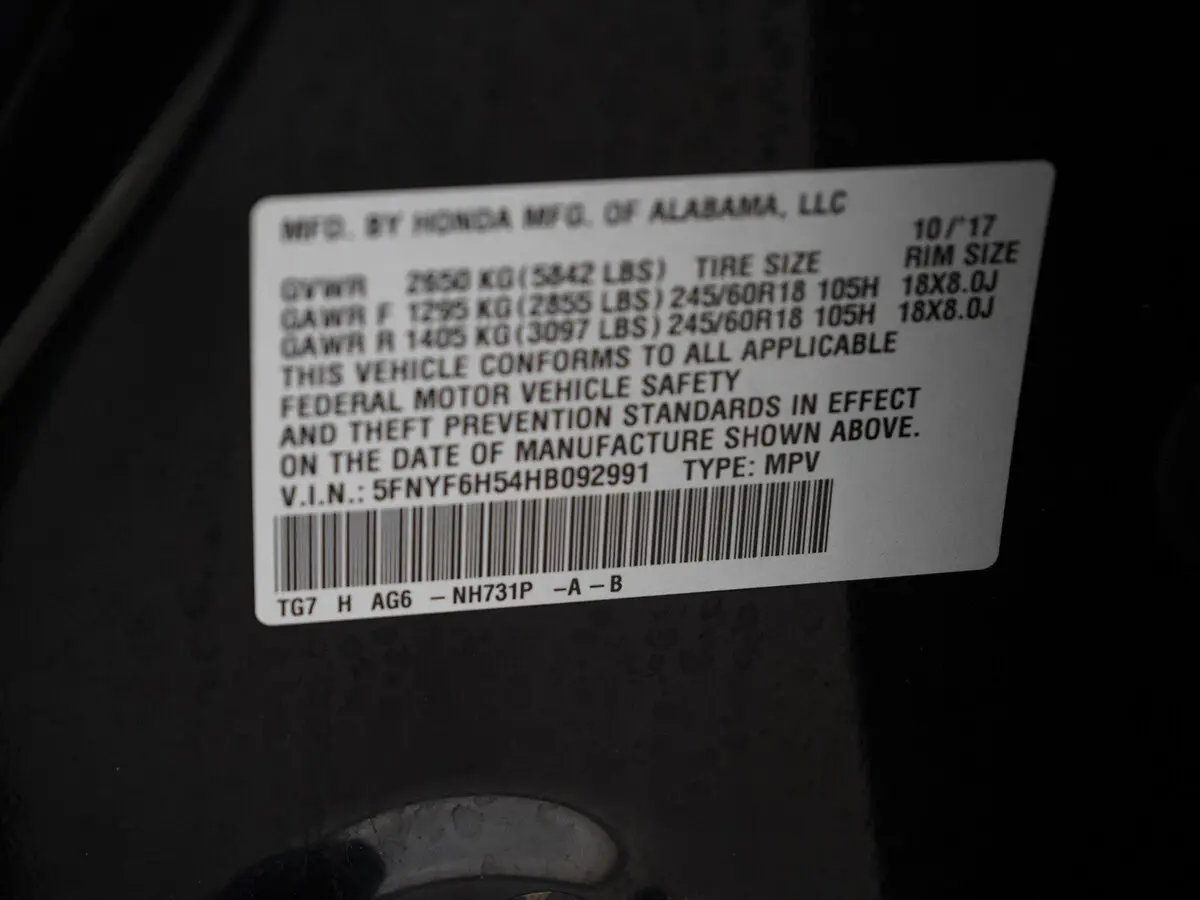 MFD. BY HONDA MFG. OF ALABAMA, LLC
10/'17
GVWR 2650 KG (5842 LBS) TIRE SIZE RIM SIZE
GAWR F 1295 KG (2855 LBS) 245/60R18 105H 18X8.0J
GAWR R 1405 KG (3097 LBS) 245/60R18 105H 18X8.0J
THIS VEHICLE CONFORMS TO ALL APPLICABLE
FEDERAL MOTOR VEHICLE SAFETY
AND THEFT PREVENTION STANDARDS IN EFFECT
ON THE DATE OF MANUFACTURE SHOWN ABOVE.
V.I.N.: 5FNYF6H54HB092991 TYPE: MPV
TG7 H AG6 -NH731P -A -B